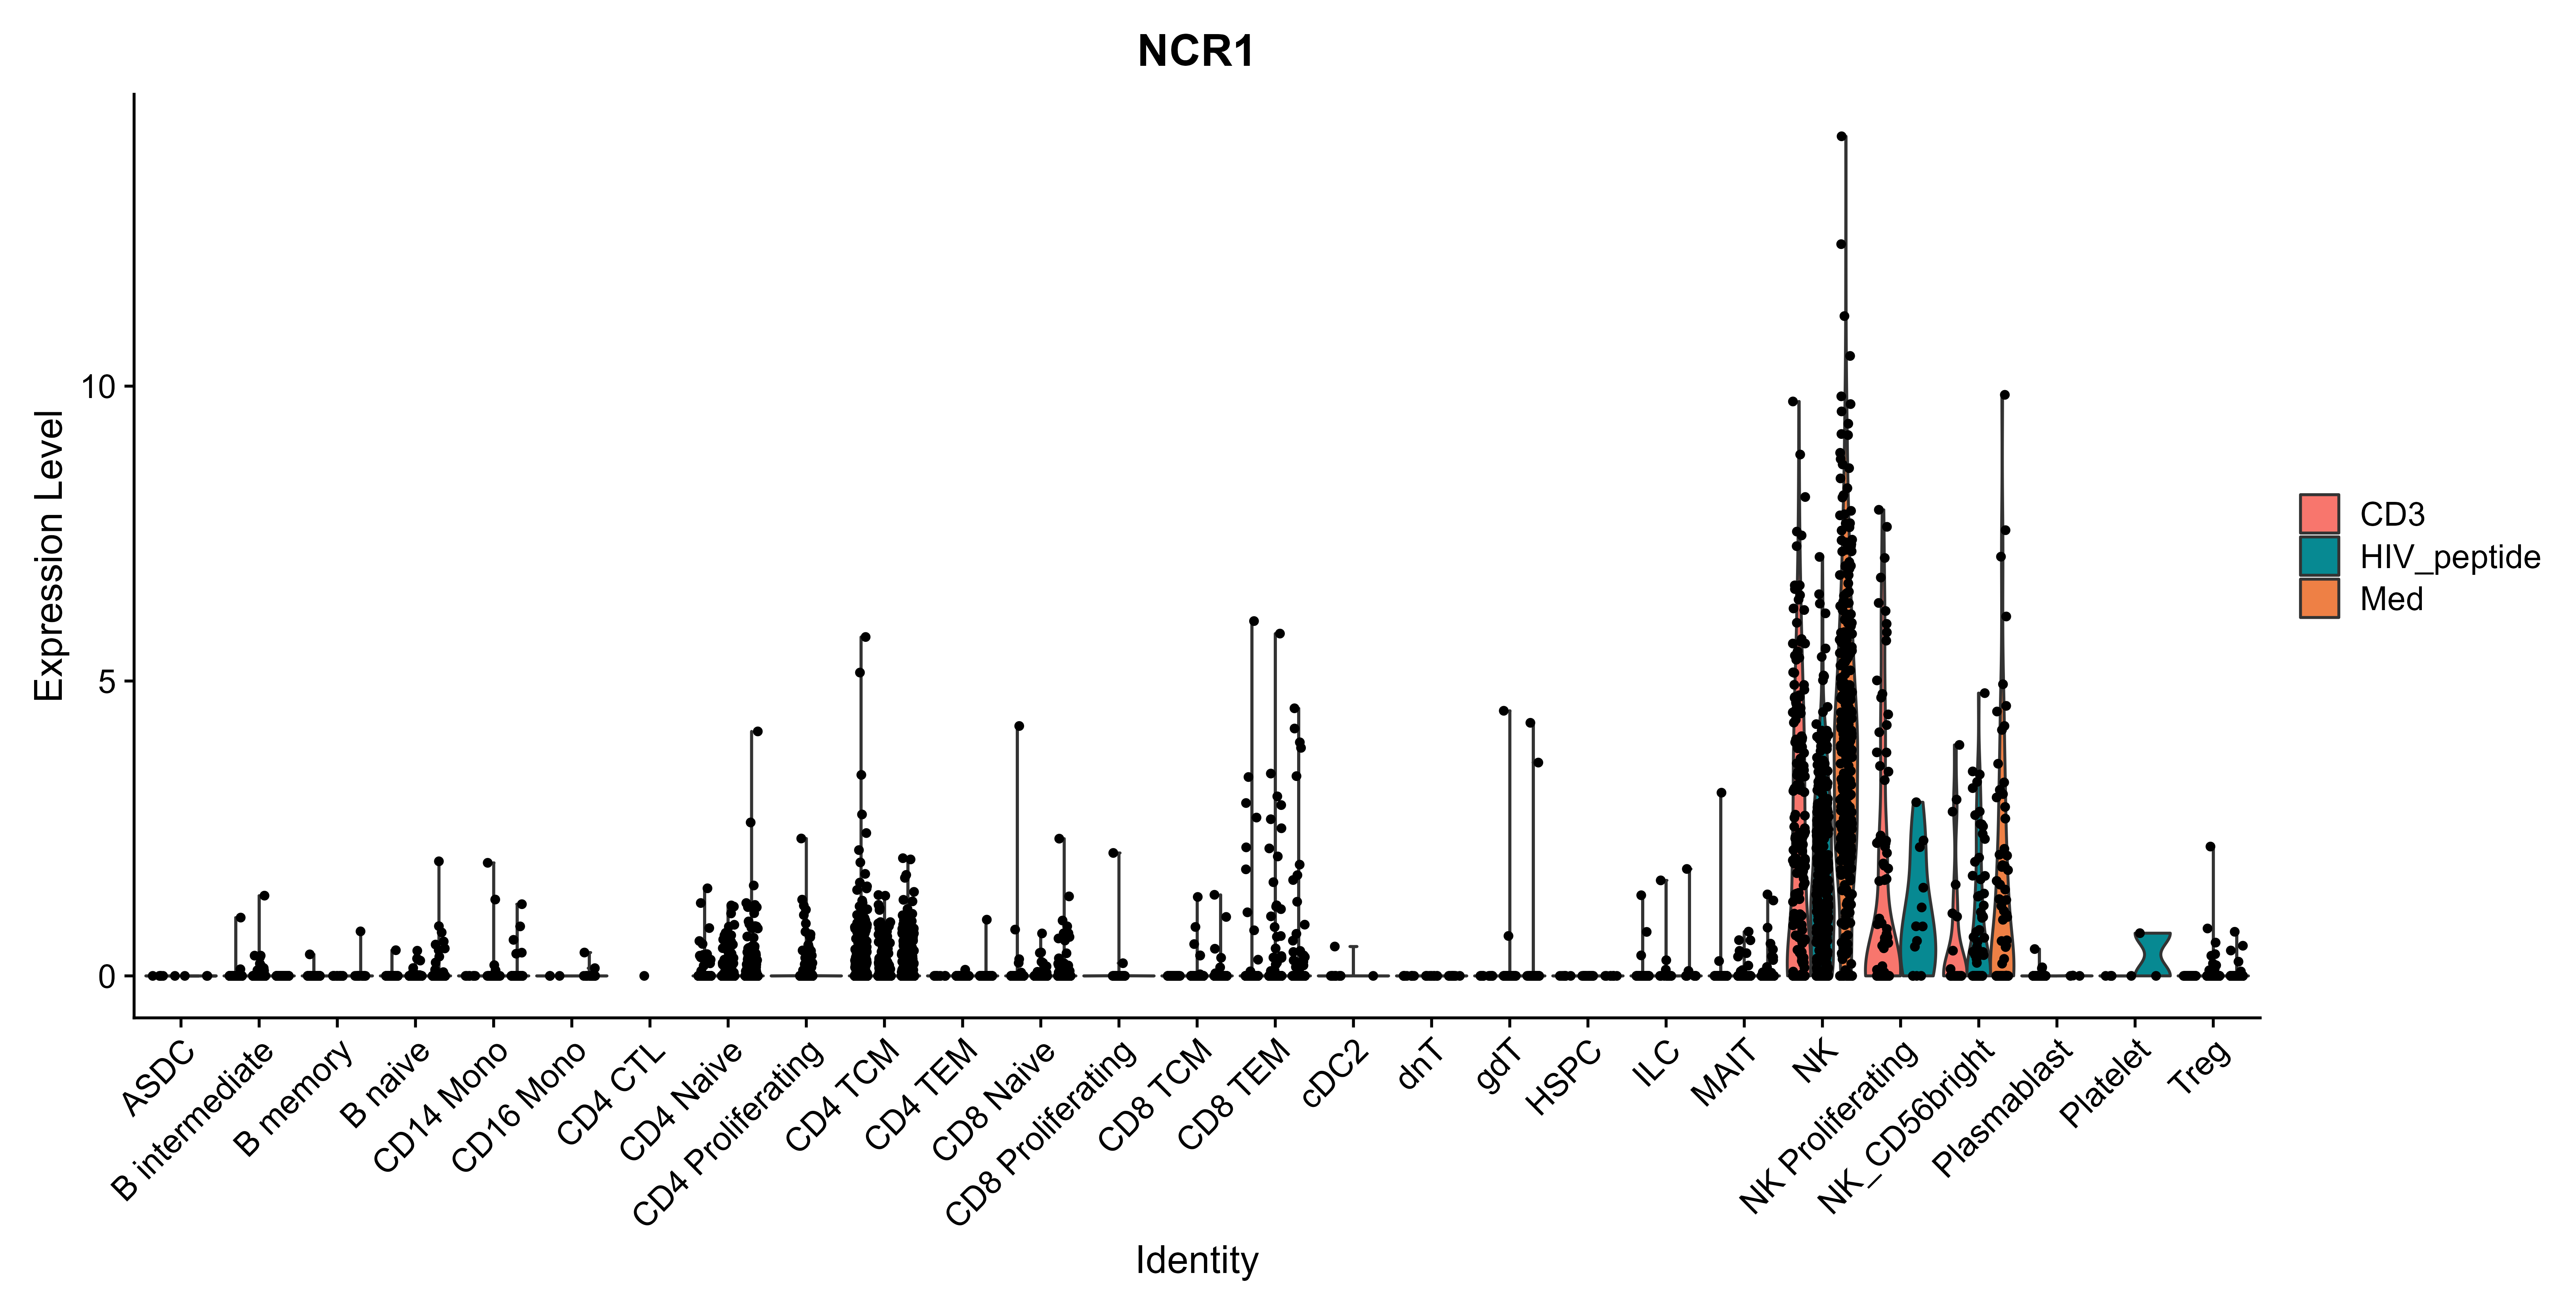 NCR1
Expression Level
10
5
0
ASDC
B intermediate
B memory
B naive
CD14 Mono
CD16 Mono
CD4 CTL
CD4 Naive
CD4 Proliferating
CD4 TCM
CD4 TEM
CD8 Naive
CD8 Proliferating
CD8 TCM
CD8 TEM
cDC2
dnT
gdT
HSPC
ILC
MAIT
NK
NK Proliferating
NK_CD56bright
Plasmablast
Platelet
Treg
Identity
CD3
HIV_peptide
Med